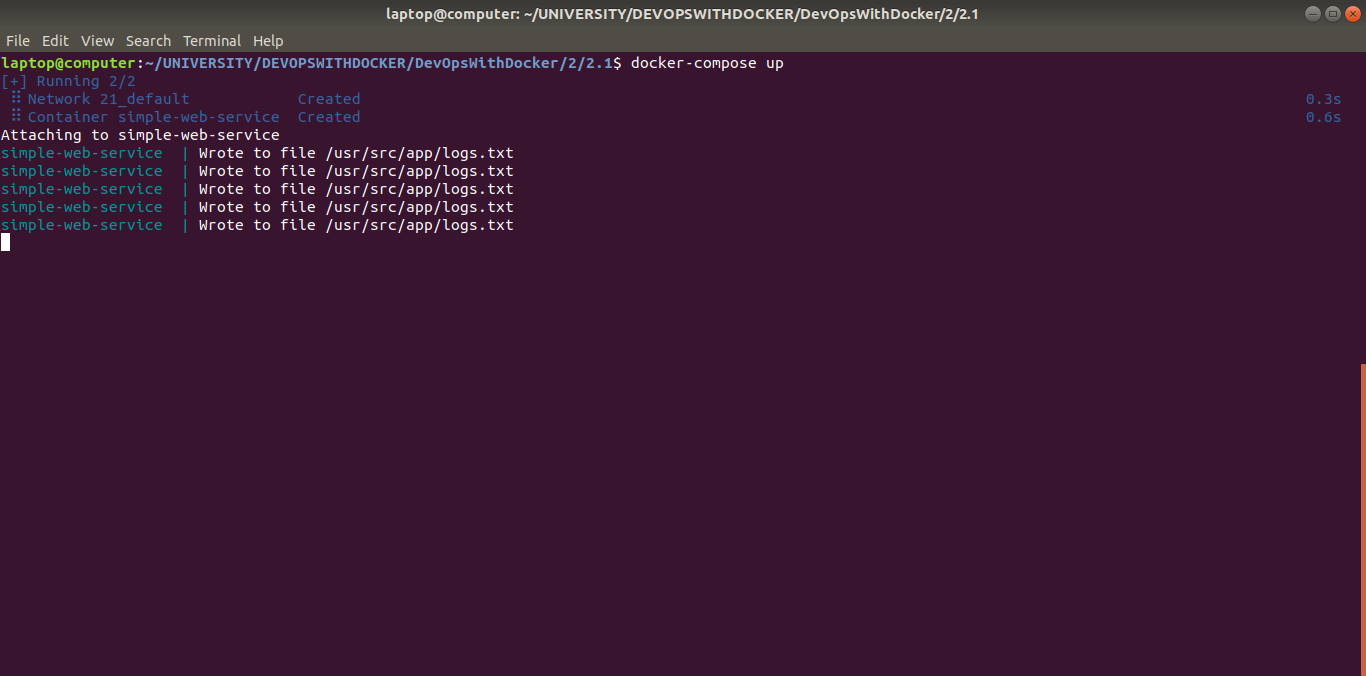 laptop@computer: ~/UNIVERSITY/DEVOPSWITHDOCKER/DevOpsWithDocker/2/2.1
File Edit View Search Terminal Help
laptop@computer:~/UNIVERSITY/DEVOPSWITHDOCKER/DevOpsWithDocker/2/2.1$ docker-compose up
[+] Running 2/2
⠿ Network 21_default Created 0.3s
⠿ Container simple-web-service Created 0.6s
Attaching to simple-web-service
simple-web-service | Wrote to file /usr/src/app/logs.txt
simple-web-service | Wrote to file /usr/src/app/logs.txt
simple-web-service | Wrote to file /usr/src/app/logs.txt
simple-web-service | Wrote to file /usr/src/app/logs.txt
simple-web-service | Wrote to file /usr/src/app/logs.txt